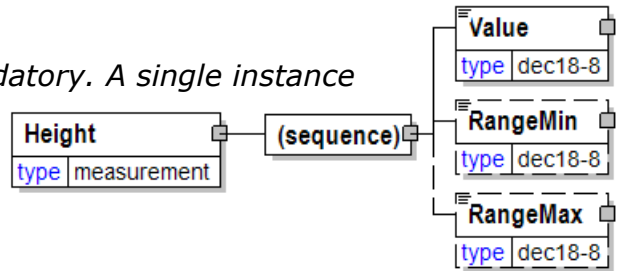 Value
type dec18-8
datory. A single instance
Height
type measurement
(sequence)
RangeMin
type dec18-8
RangeMax
type dec18-8